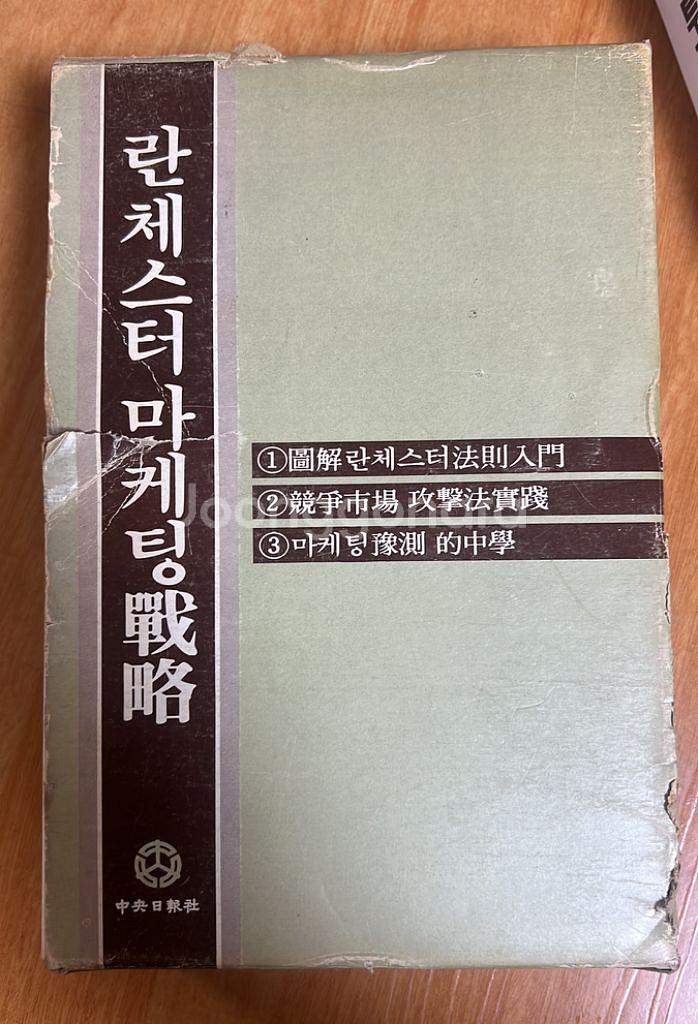 란체스터 마케팅 戰略
①圖解란체스터法則入門
②競爭市場 攻擊法實踐
③마케팅豫測 的中學
中央日報社
Joonggonara